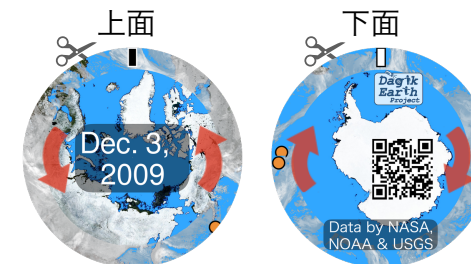 上面
下面
Dec. 3,
2009
Dagik
Earth
Project
Data by NASA,
NOAA & USGS